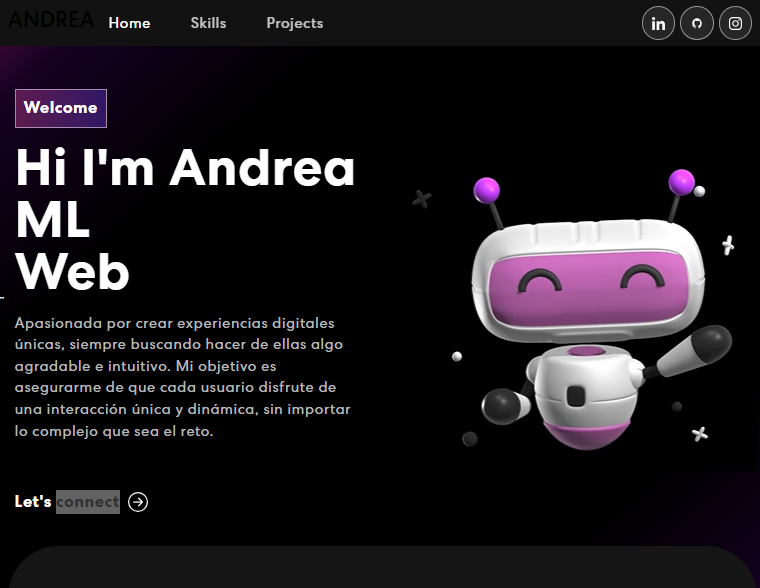 ANDREA Home Skills Projects
Welcome
Hi I'm Andrea
ML
Web
Apasionada por crear experiencias digitales
únicas, siempre buscando hacer de ellas algo
agradable e intuitivo. Mi objetivo es
asegurarme de que cada usuario disfrute de
una interacción única y dinámica, sin importar
lo complejo que sea el reto.
Let's connect